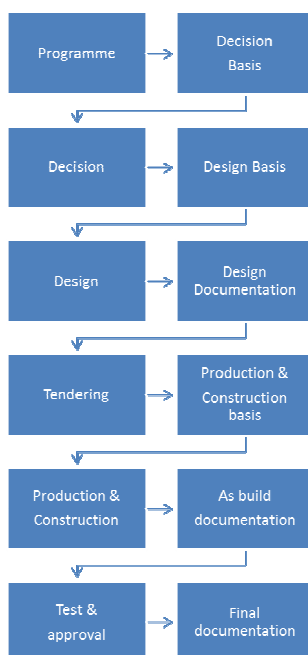 Programme
Decision
Basis
Decision
Design Basis
Design
Design
Documentation
Tendering
Production &
Construction
basis
Production &
Construction
As build
documentation
Test &
approval
Final
documentation